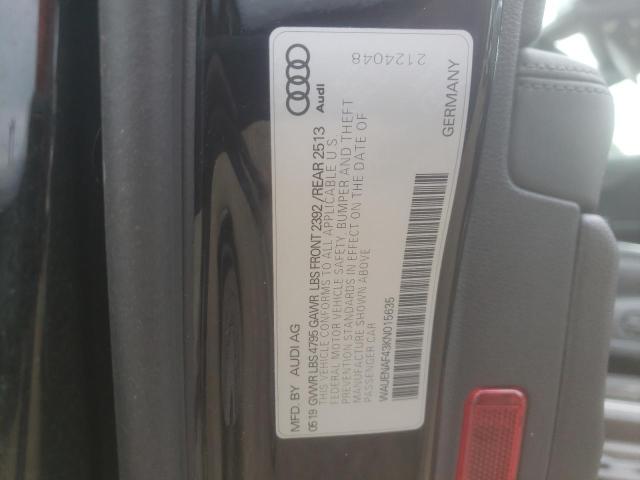 Audi
2124048
MFD. BY AUDI AG
05 19 GVWR LBS 4795 GAWR LBS FRONT 2392 / REAR 2513
THIS VEHICLE CONFORMS TO ALL APPLICABLE U S
FEDERAL MOTOR VEHICLE SAFETY, BUMPER AND THEFT
PREVENTION STANDARDS IN EFFECT ON THE DATE OF
MANUFACTURE SHOWN ABOVE
PASSENGER CAR
WAUENAF43KN015635
GERMANY